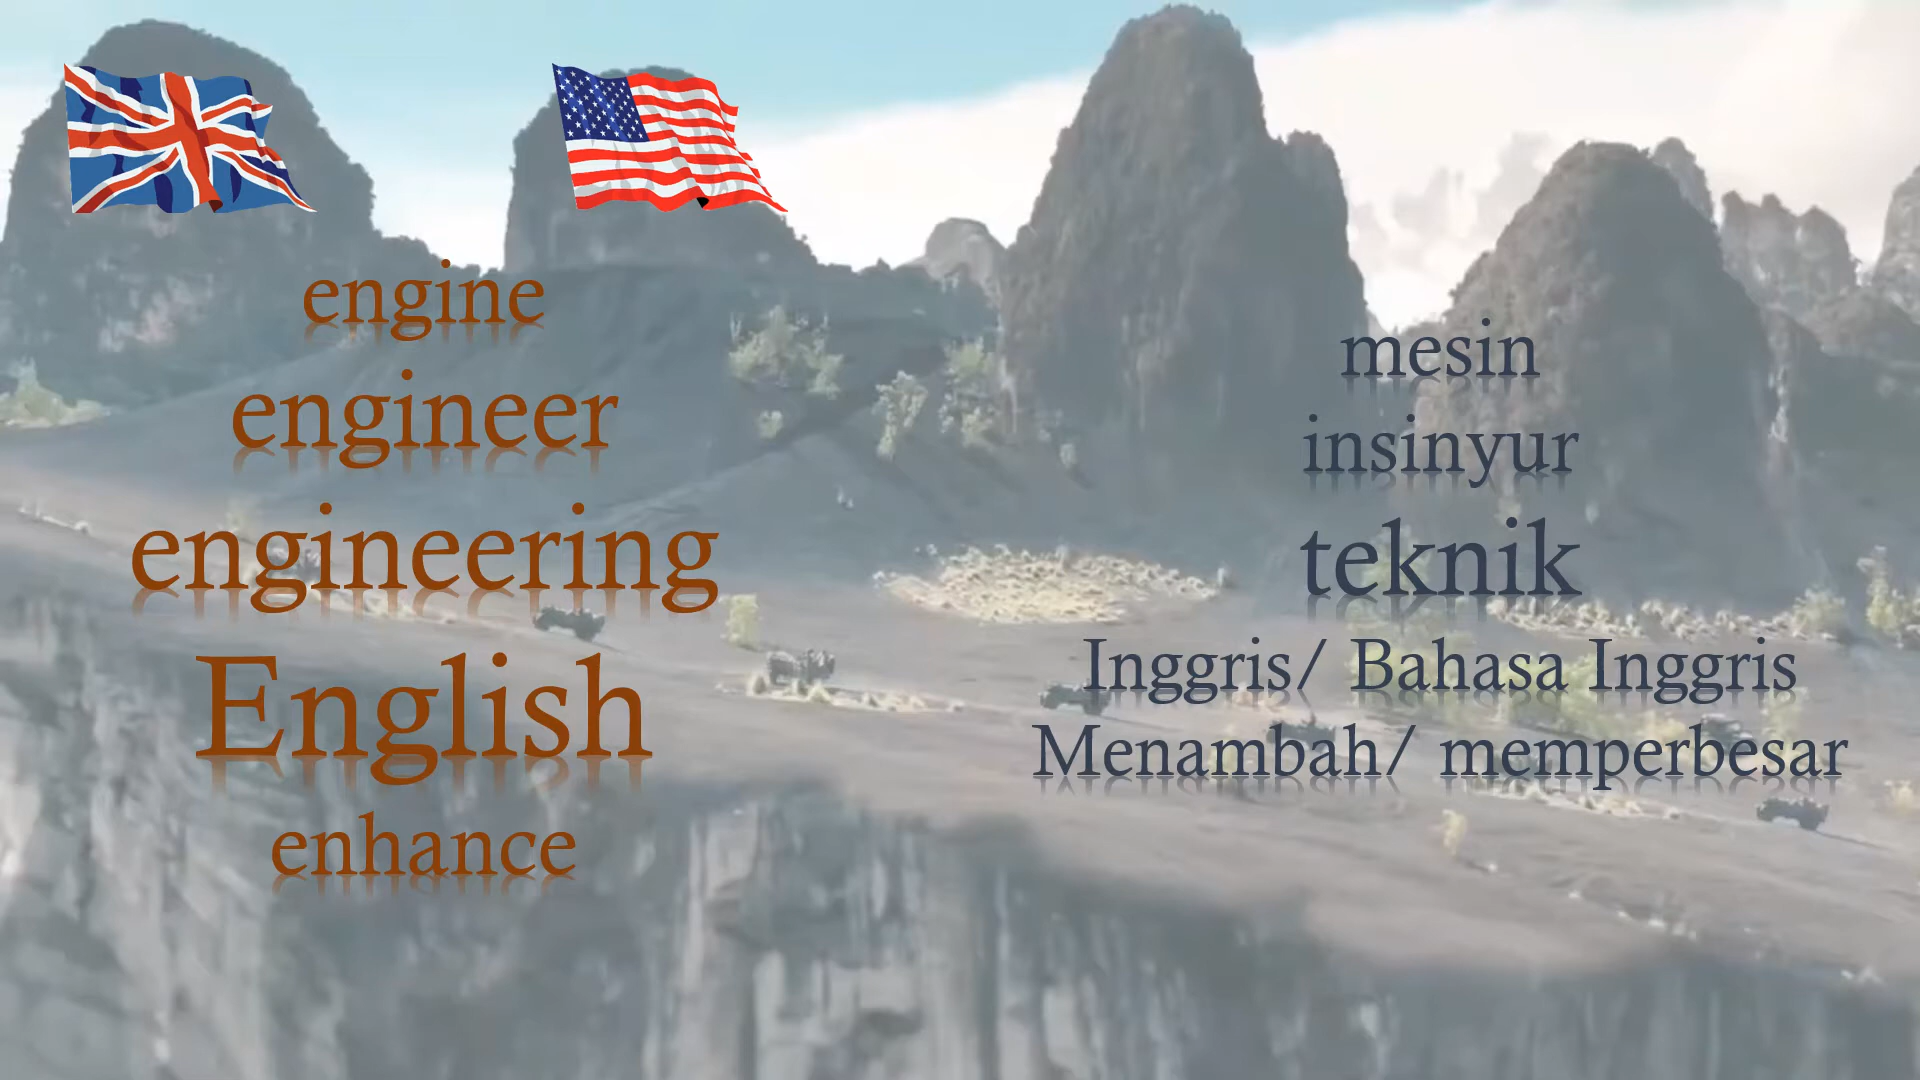 engine
engineer
engineering
English
enhance
mesin
insinyur
teknik
Inggris/ Bahasa Inggris
Menambah/ memperbesar